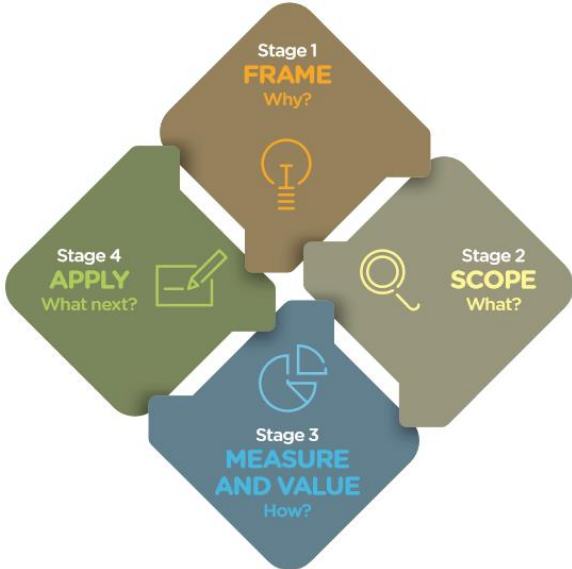 Stage 1
FRAME
Why?
Stage 2
SCOPE
What?
Stage 3
MEASURE
AND VALUE
How?
Stage 4
APPLY
What next?